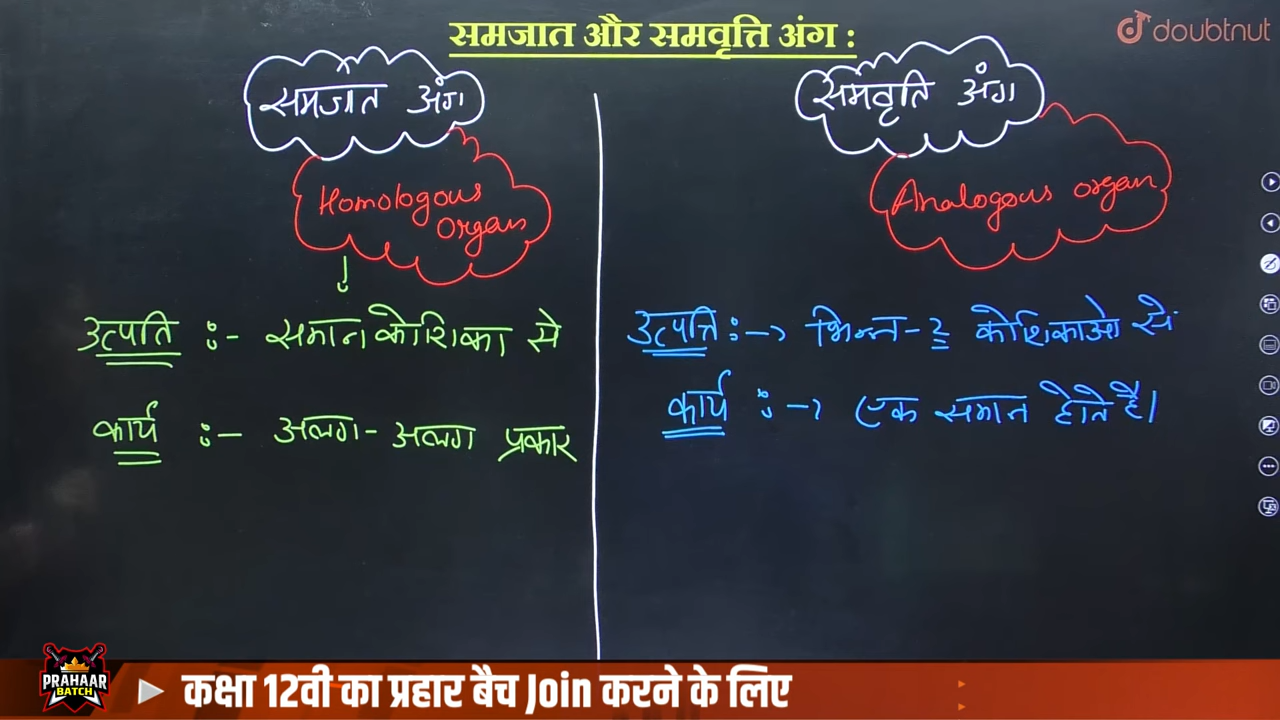 समजात और समवृत्ति अंग :
doubtnut
समजात अंग
Homologous
organ
उत्पति :- समान कोशिका से
कार्य :- अलग-अलग प्रकार
समवृति अंग
Analogous organ
उत्पत्ति :-> भिन्न-२ कोशिकाओ से
कार्य :-> एक समान होते है।
PRAHAAR
BATCH
कक्षा 12वी का प्रहार बैच Join करने के लिए